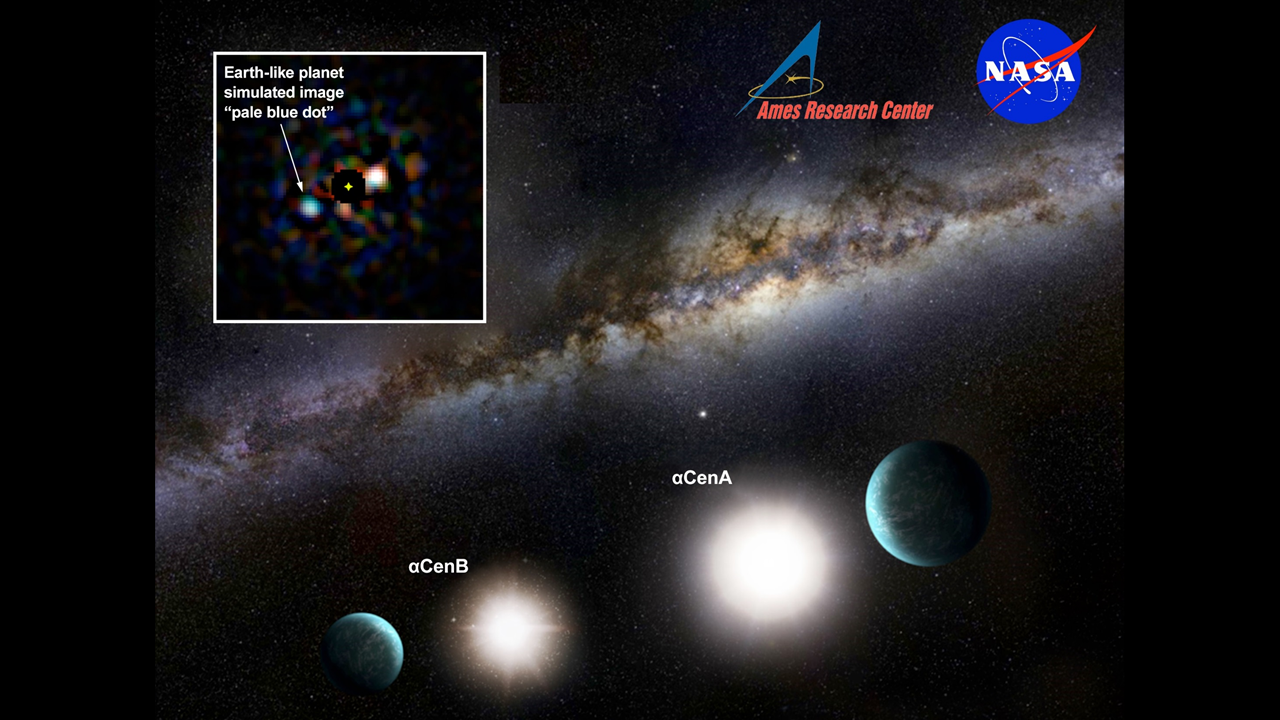 Earth-like planet
simulated image
“pale blue dot”
Ames Research Center
NASA
αCenA
αCenB